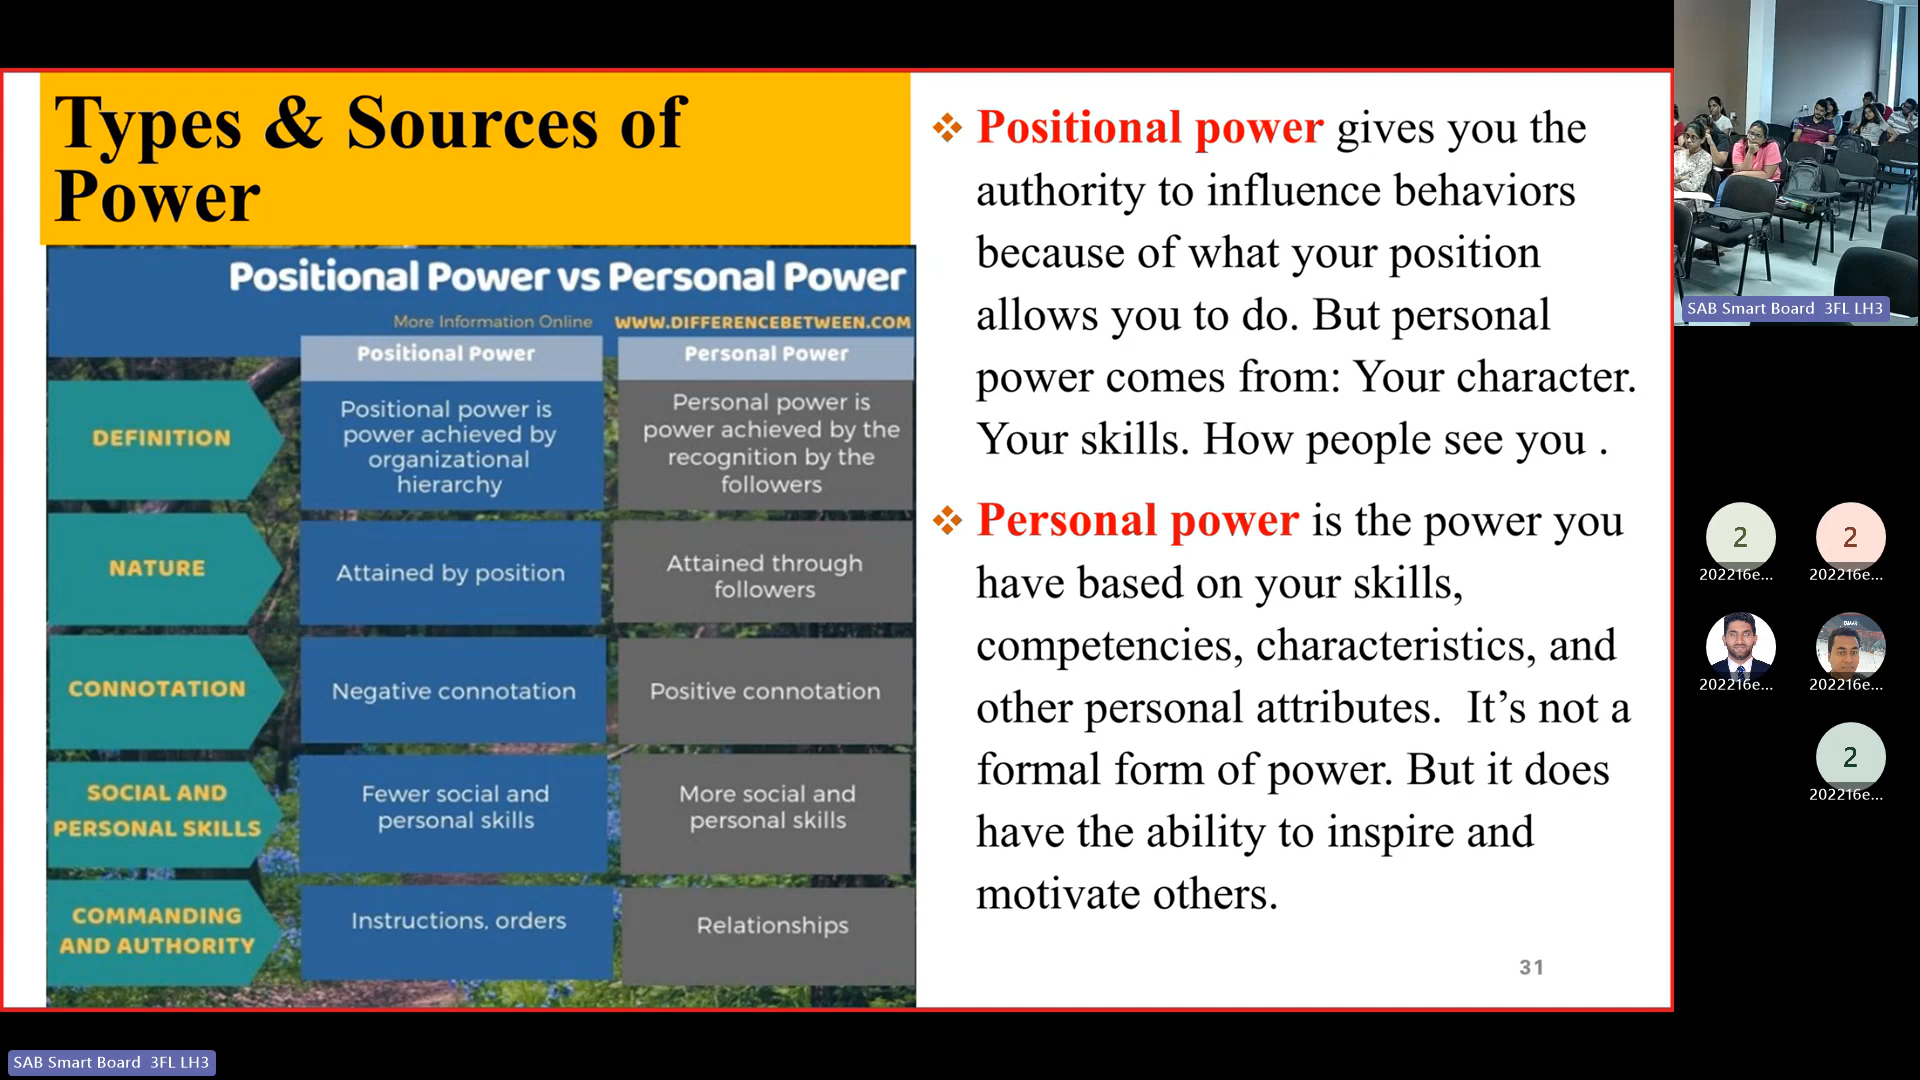 Types & Sources of
Power
Positional Power vs Personal Power
More Information Online WWW.DIFFERENCEBETWEEN.COM
Positional Power
Personal Power
DEFINITION
Positional power is
power achieved by
organizational
hierarchy
Personal power is
power achieved by the
recognition by the
followers
NATURE
Attained by position
Attained through
followers
CONNOTATION
Negative connotation
Positive connotation
SOCIAL AND
PERSONAL SKILLS
Fewer social and
personal skills
More social and
personal skills
COMMANDING
AND AUTHORITY
Instructions, orders
Relationships
❖ Positional power gives you the
authority to influence behaviors
because of what your position
allows you to do. But personal
power comes from: Your character.
Your skills. How people see you .
❖ Personal power is the power you
have based on your skills,
competencies, characteristics, and
other personal attributes. It’s not a
formal form of power. But it does
have the ability to inspire and
motivate others.
31
SAB Smart Board 3FL LH3
2
202216e...
2
202216e...
202216e...
202216e...
2
202216e...
SAB Smart Board 3FL LH3